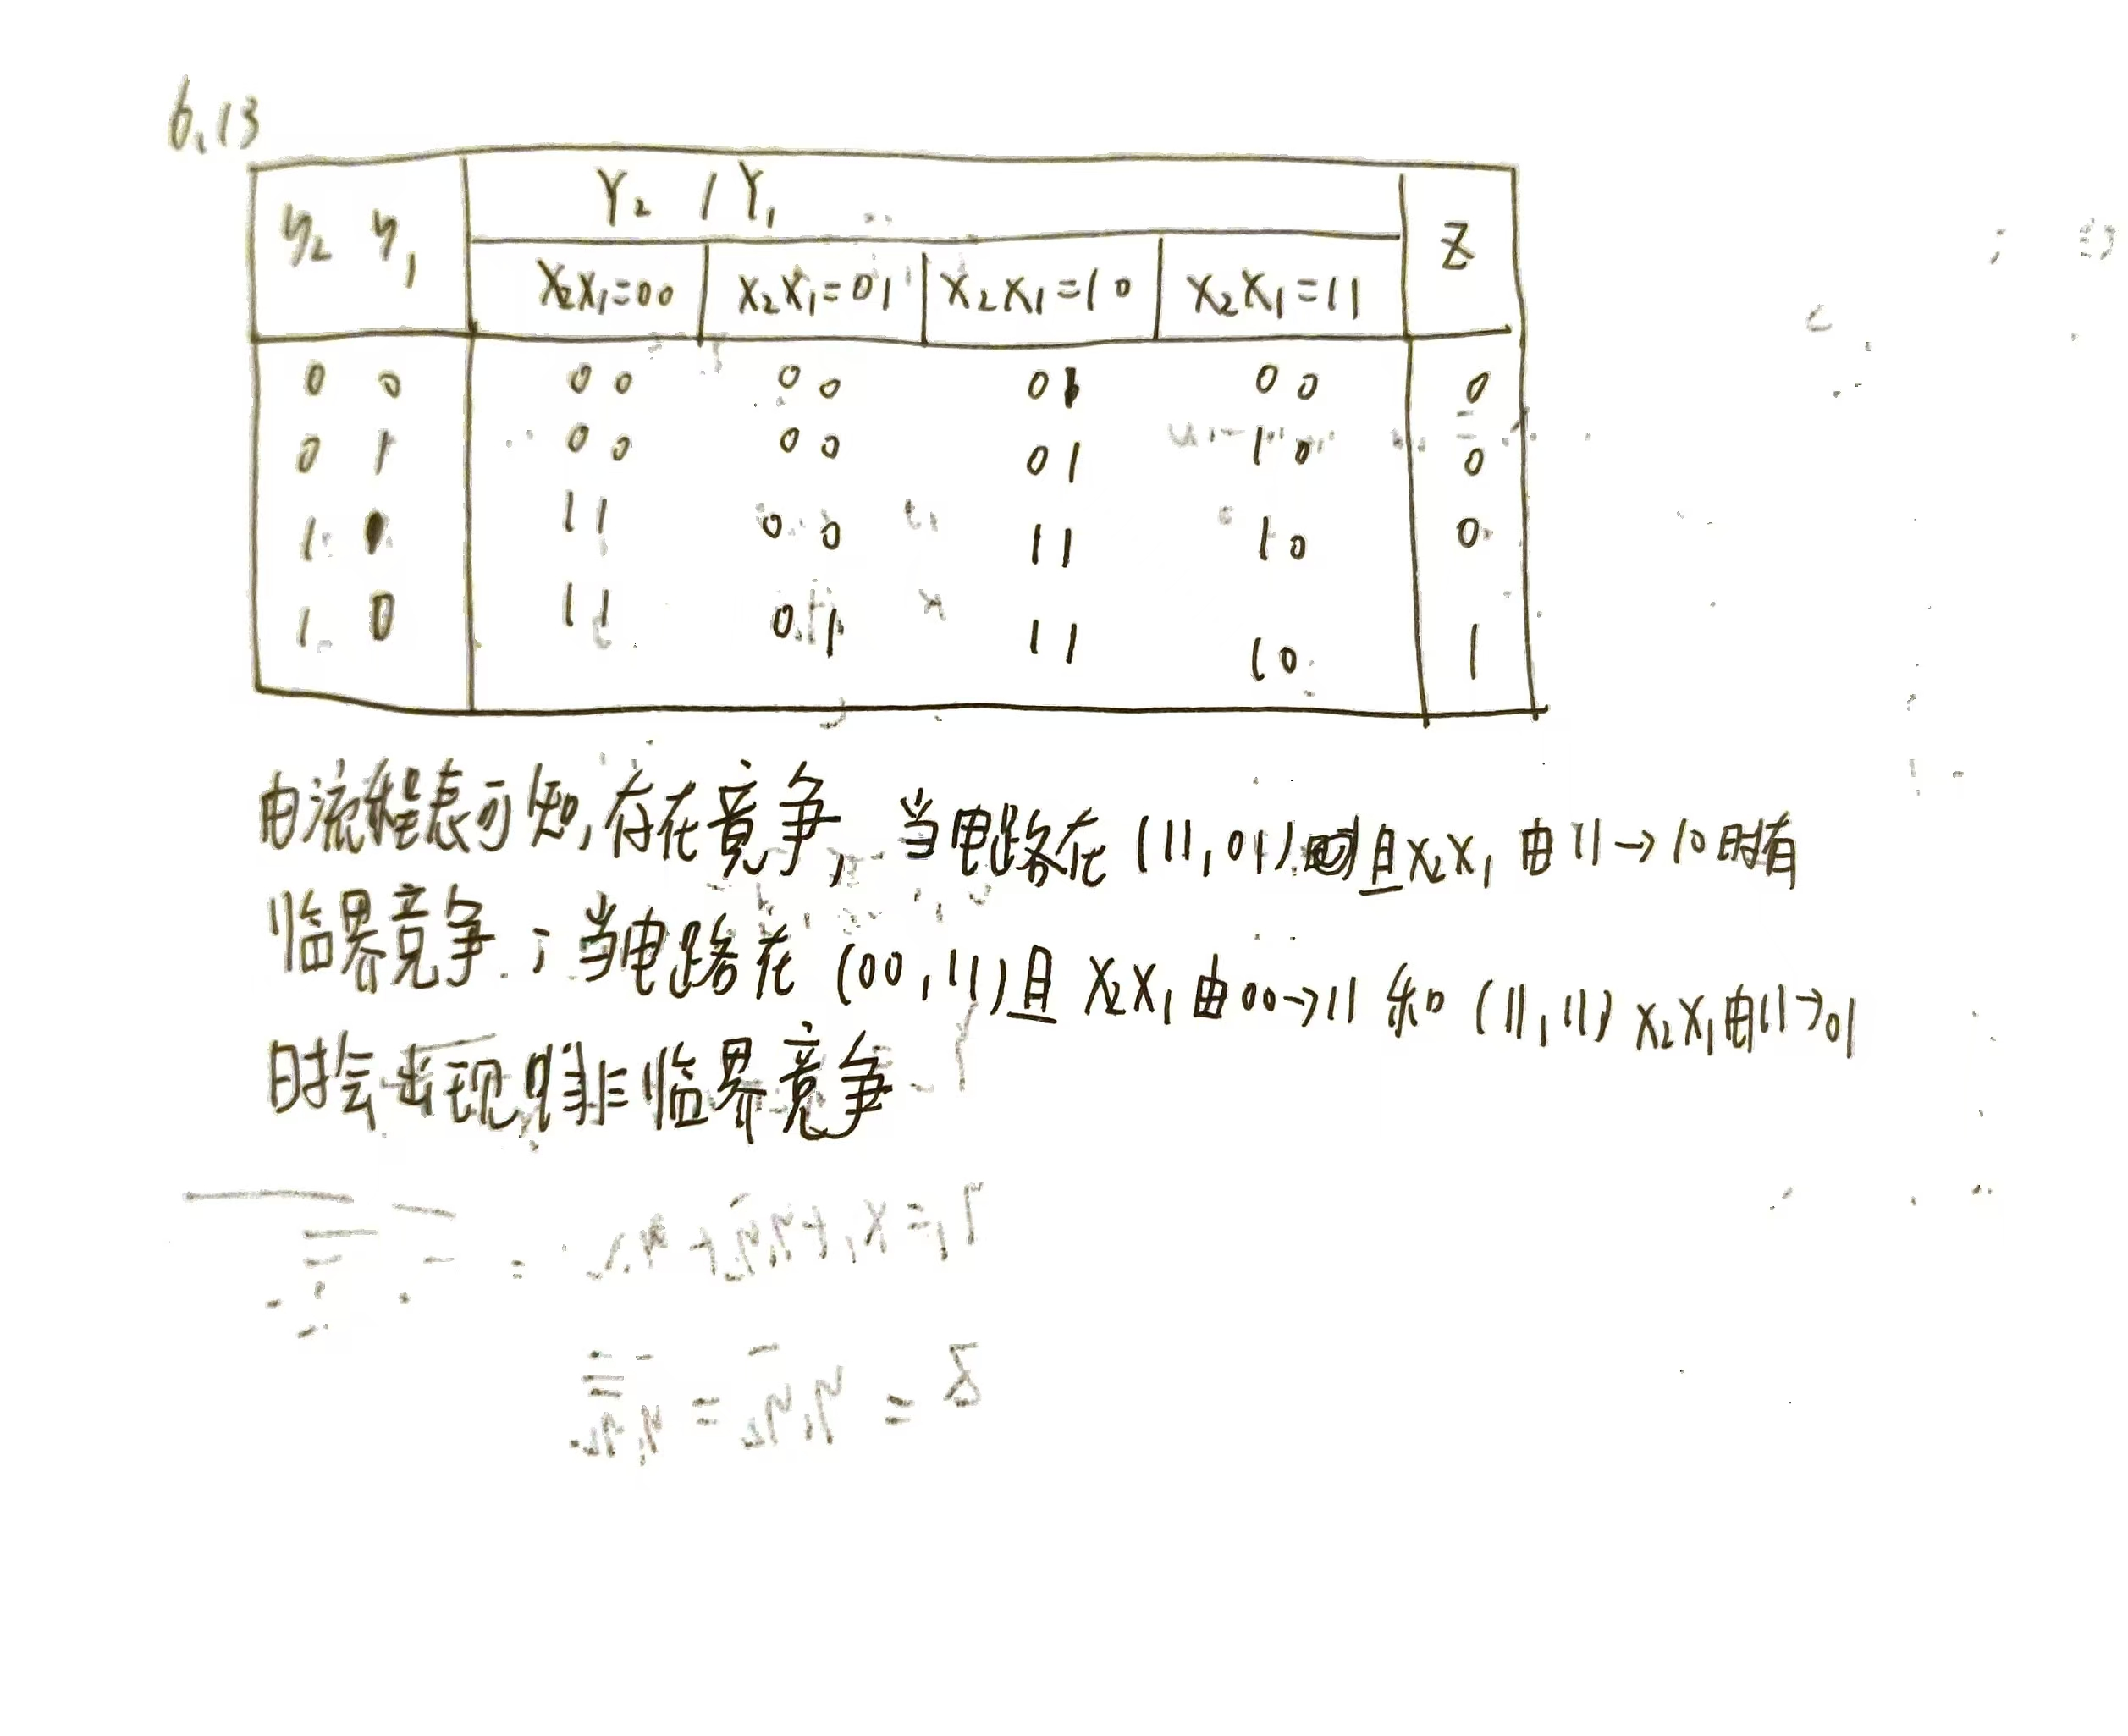 6.13
y₂ y₁ Y₂ / Y₁ Z
X₂X₁=00 X₂X₁=01 X₂X₁=10 X₂X₁=11
0 0 00 00 01 00 0
0 1 00 00 01 10 0
1 1 11 00 11 10 0
1 0 11 01 11 10 1
由流程表可知,存在竟争,当电路在(11,01)且X₂X₁由11→10时有
临界竞争;当电路在(00,11)且X₂X₁由00→11和(11,11)X₂X₁由11→01
时会出现非临界竞争